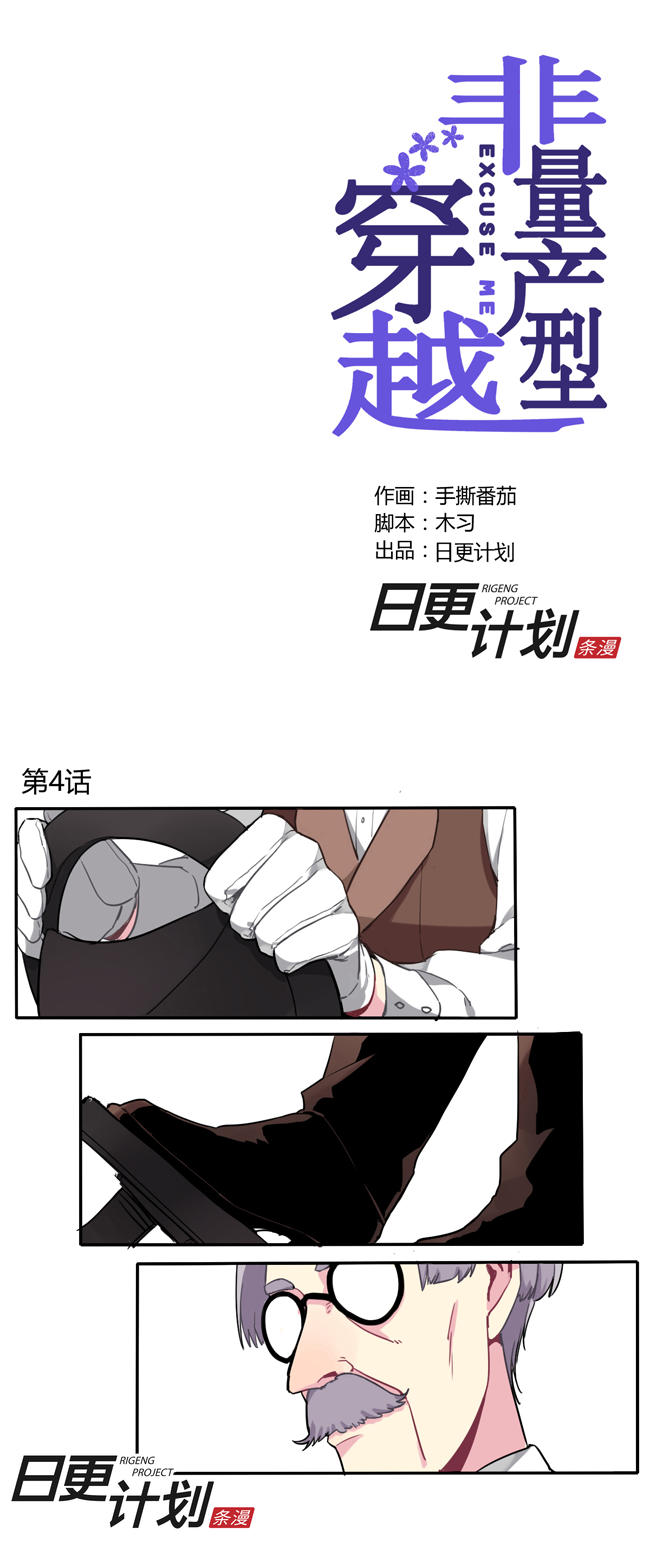 非量产型
EXCUSE ME
穿越
作画：手撕番茄
脚本：木习
出品：日更计划
日更计划
RIGENG
PROJECT
条漫
第4话
日更计划
RIGENG
PROJECT
条漫